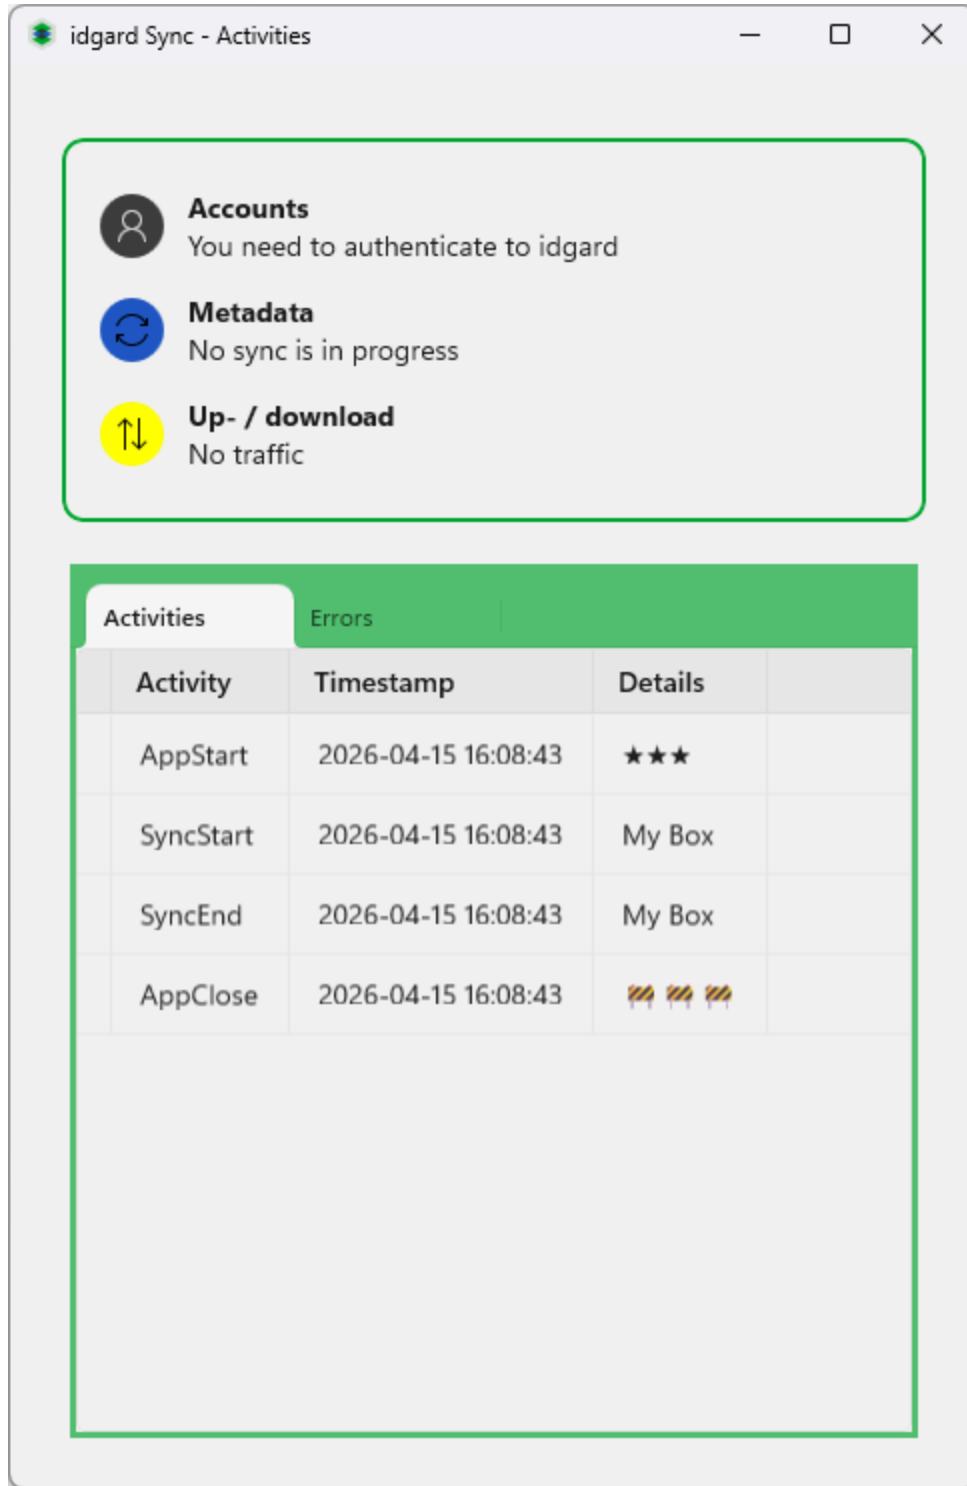 idgard Sync - Activities
Accounts
You need to authenticate to idgard
Metadata
No sync is in progress
Up- / download
No traffic
Activities Errors
Activity Timestamp Details
AppStart 2026-04-15 16:08:43 ★★★
SyncStart 2026-04-15 16:08:43 My Box
SyncEnd 2026-04-15 16:08:43 My Box
AppClose 2026-04-15 16:08:43 🚧 🚧 🚧